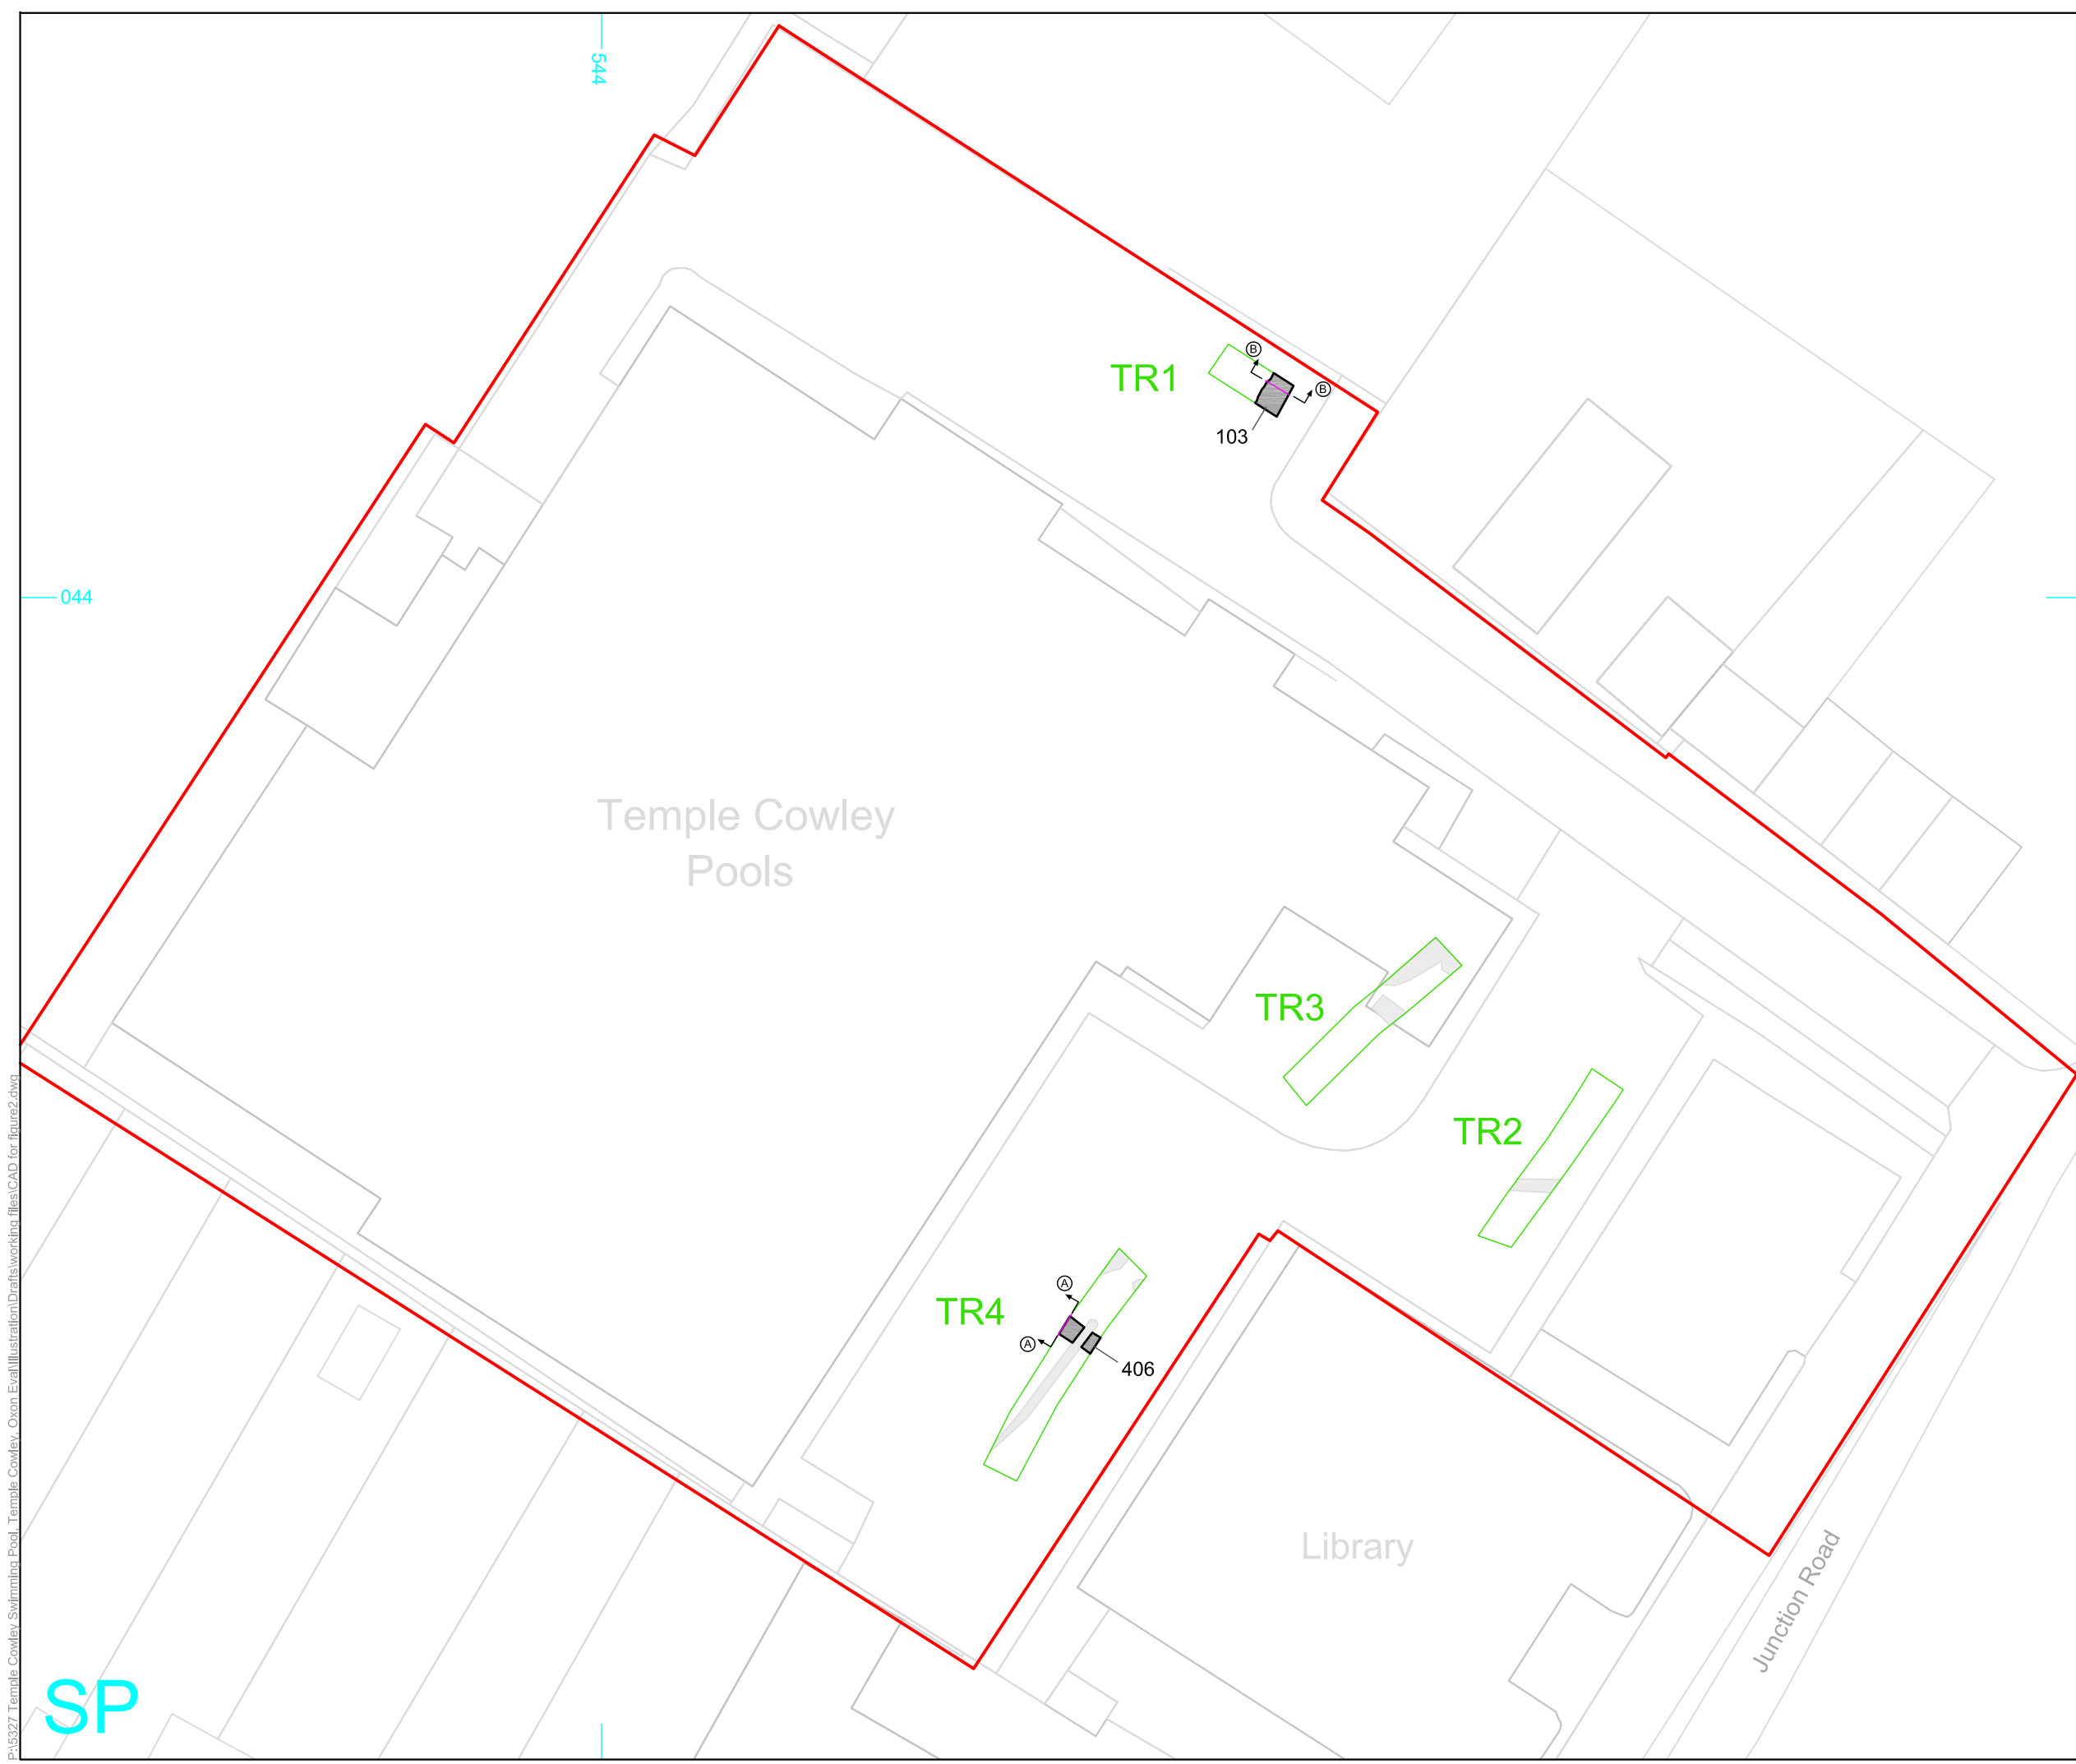 544
TR1
B
B
103
044
Temple Cowley
Pools
TR3
TR2
A
TR4
A
406
Library
Junction Road
SP
P:\5327 Temple Cowley Swimming Pool, Temple Cowley, Oxon Eval\Illustration\Drafts\working files\CAD for figure2.dwg